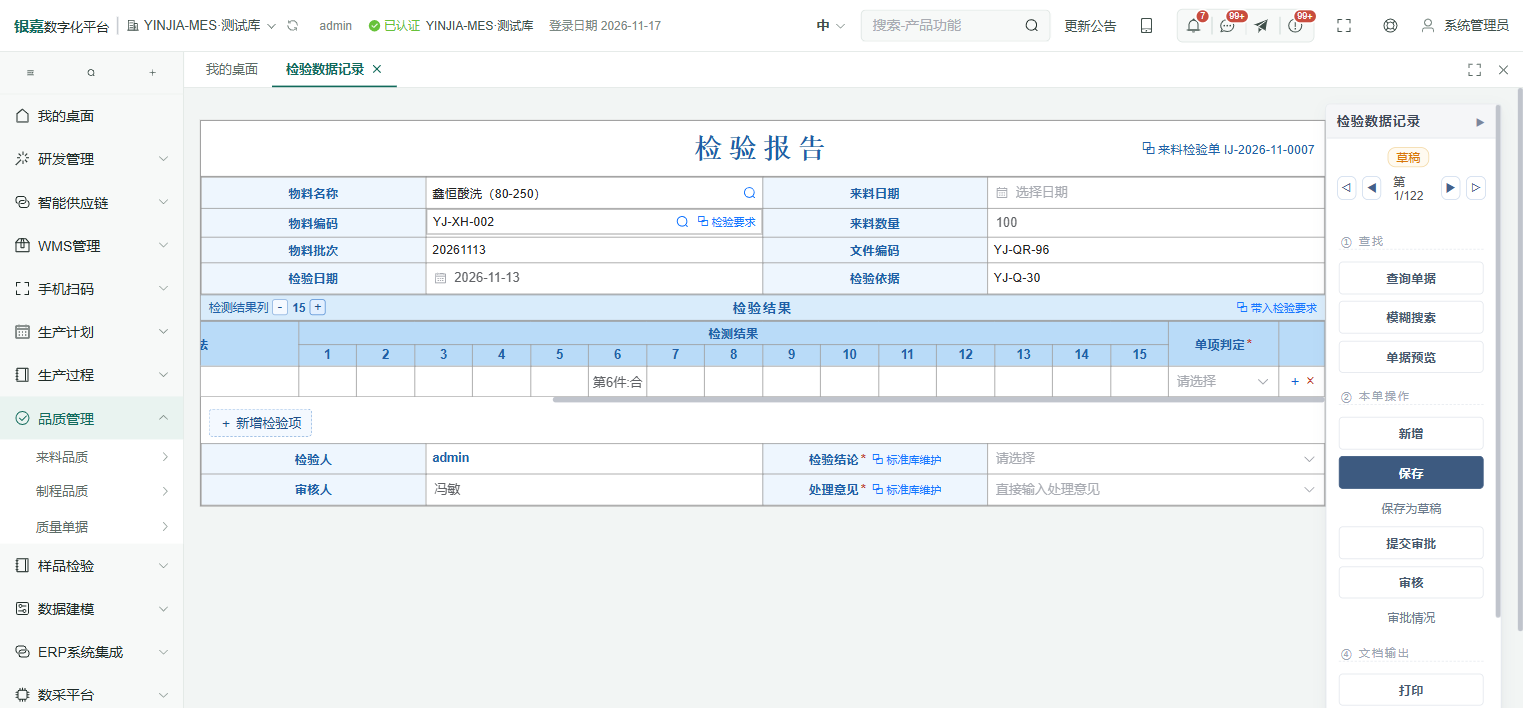 银嘉数字化平台 YINJIA-MES·测试库 admin 已认证 YINJIA-MES·测试库 登录日期 2026-11-17 中 搜索-产品功能 更新公告 7 99+ 99+ 系统管理员
我的桌面 检验数据记录
我的桌面
研发管理
智能供应链
WMS管理
手机扫码
生产计划
生产过程
品质管理
来料品质
制程品质
质量单据
样品检验
数据建模
ERP系统集成
数采平台
检验报告 来料检验单 IJ-2026-11-0007
物料名称 鑫恒酸洗（80-250） 来料日期 选择日期
物料编码 YJ-XH-002 检验要求 来料数量 100
物料批次 20261113 文件编码 YJ-QR-96
检验日期 2026-11-13 检验依据 YJ-Q-30
检测结果列 - 15 + 检验结果 带入检验要求
法 检测结果 单项判定*
1 2 3 4 5 6 7 8 9 10 11 12 13 14 15
第6件:合 请选择 + ×
+ 新增检验项
检验人 admin 检验结论* 标准库维护 请选择
审核人 冯敏 处理意见* 标准库维护 直接输入处理意见
检验数据记录
草稿
第 1/122
① 查找
查询单据
模糊搜索
单据预览
② 本单操作
新增
保存
保存为草稿
提交审批
审核
审批情况
④ 文档输出
打印